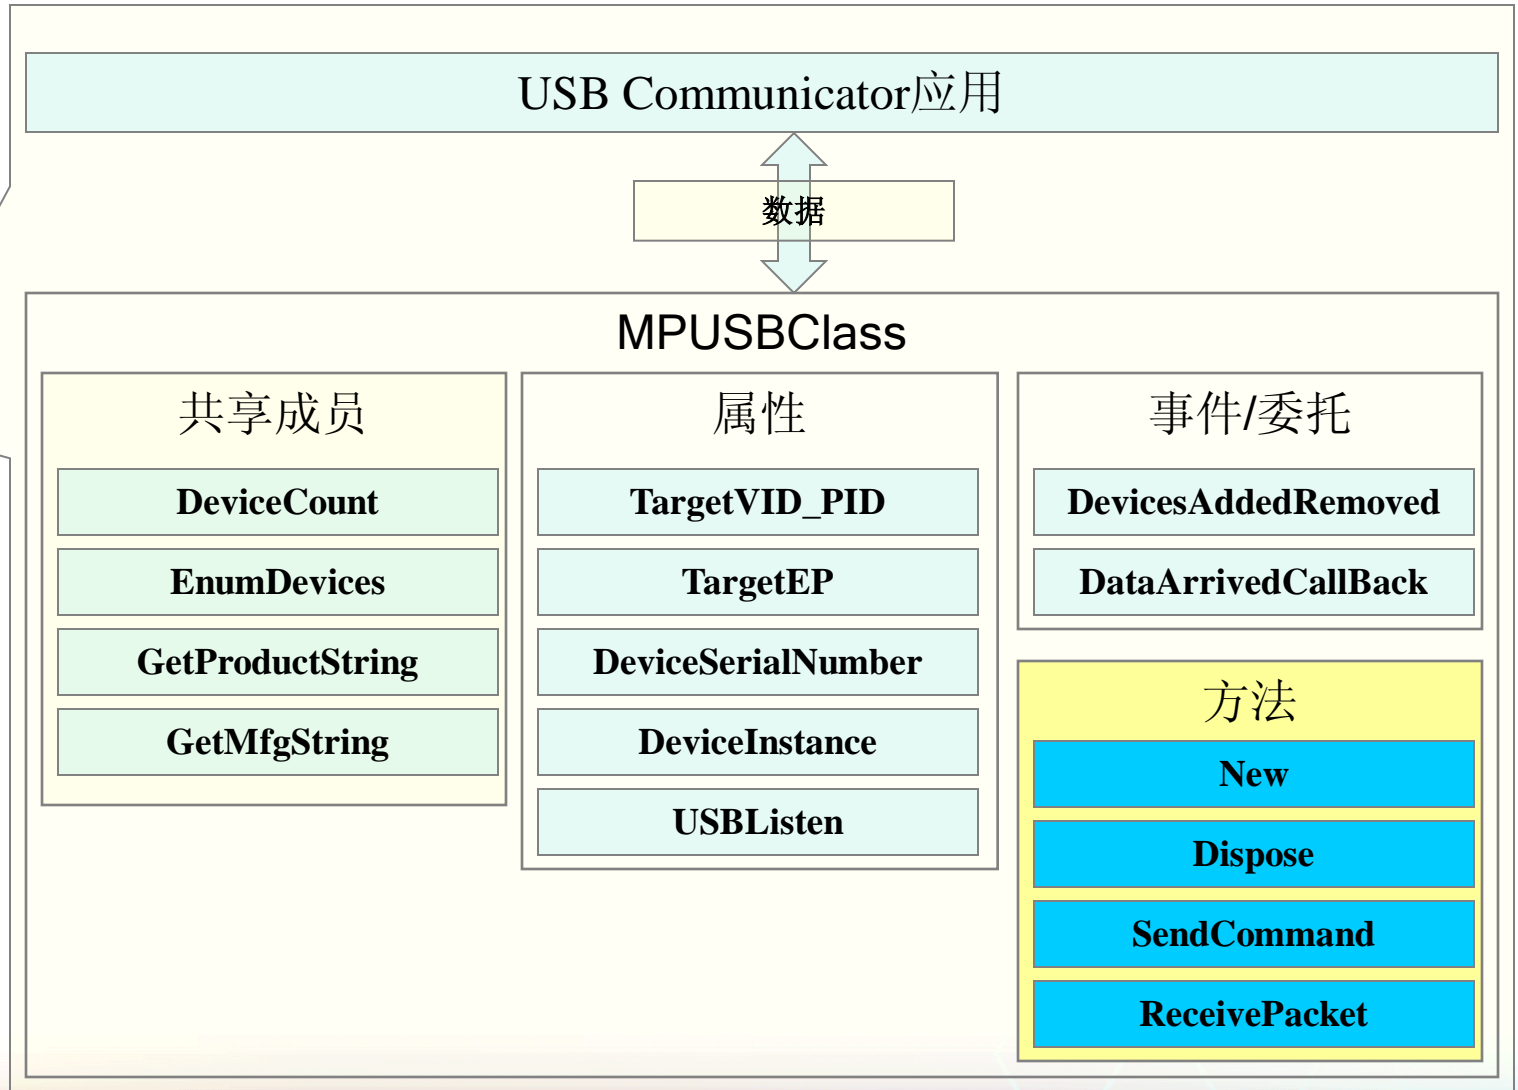 USB Communicator应用
数据
MPUSBClass
共享成员
DeviceCount
EnumDevices
GetProductString
GetMfgString
属性
TargetVID_PID
TargetEP
DeviceSerialNumber
DeviceInstance
USBListen
事件/委托
DevicesAddedRemoved
DataArrivedCallBack
方法
New
Dispose
SendCommand
ReceivePacket